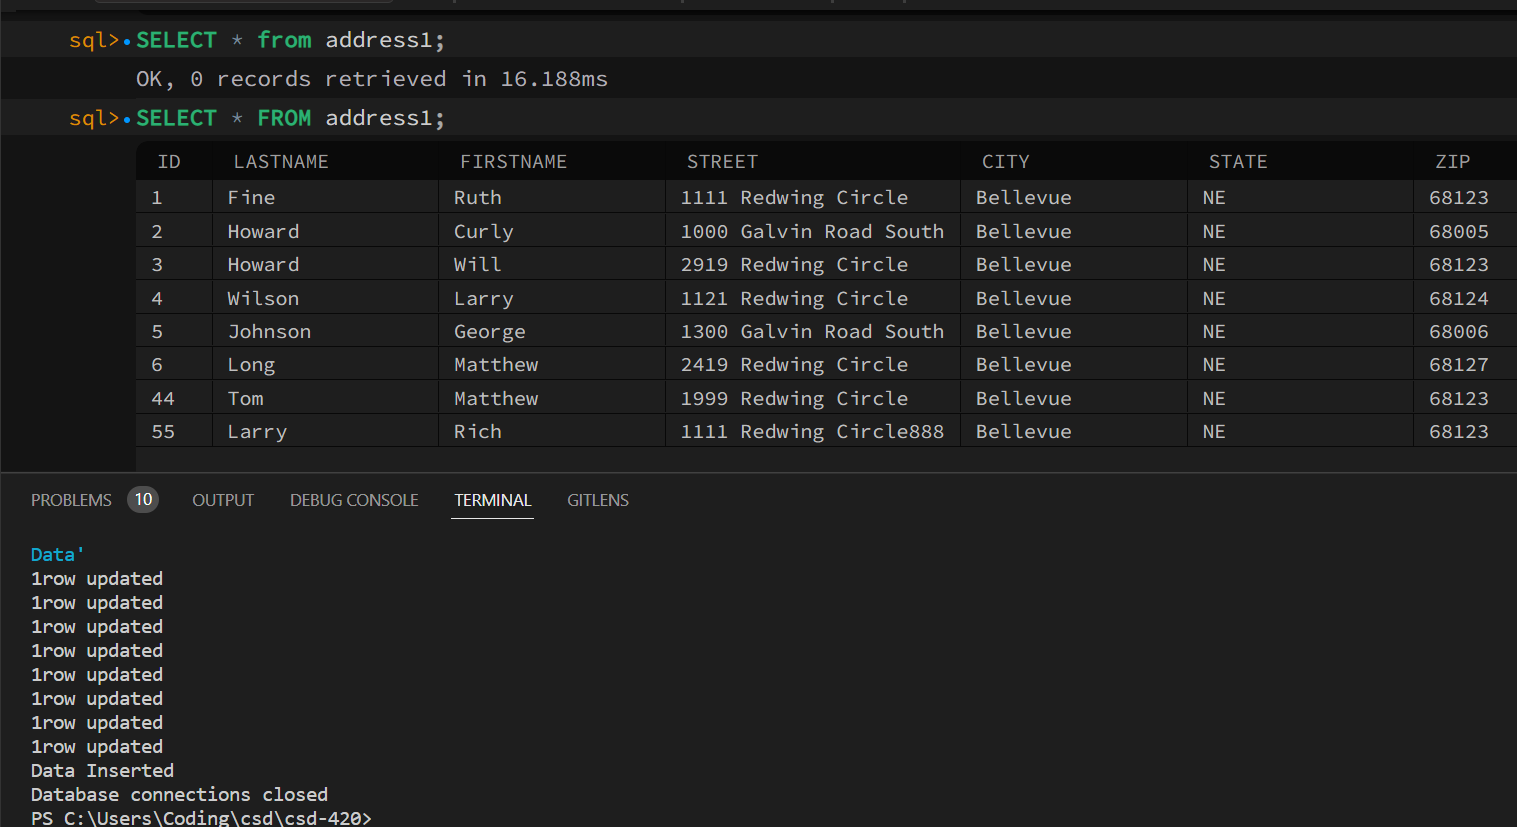 sql> SELECT * from address1;
OK, 0 records retrieved in 16.188ms
sql> SELECT * FROM address1;
ID LASTNAME FIRSTNAME STREET CITY STATE ZIP
1 Fine Ruth 1111 Redwing Circle Bellevue NE 68123
2 Howard Curly 1000 Galvin Road South Bellevue NE 68005
3 Howard Will 2919 Redwing Circle Bellevue NE 68123
4 Wilson Larry 1121 Redwing Circle Bellevue NE 68124
5 Johnson George 1300 Galvin Road South Bellevue NE 68006
6 Long Matthew 2419 Redwing Circle Bellevue NE 68127
44 Tom Matthew 1999 Redwing Circle Bellevue NE 68123
55 Larry Rich 1111 Redwing Circle888 Bellevue NE 68123
PROBLEMS 10 OUTPUT DEBUG CONSOLE TERMINAL GITLENS
Data'
1row updated
1row updated
1row updated
1row updated
1row updated
1row updated
1row updated
1row updated
Data Inserted
Database connections closed
PS C:\Users\Coding\csd\csd-420>